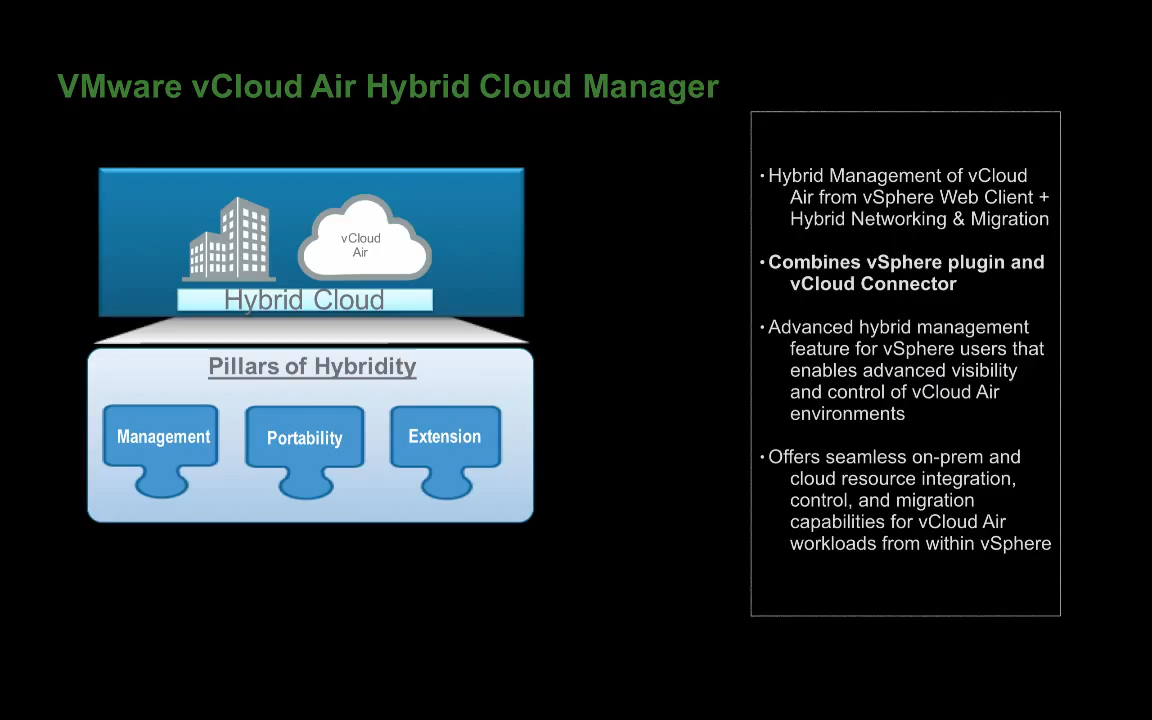 VMware vCloud Air Hybrid Cloud Manager
vCloud
Air
Hybrid Cloud
Pillars of Hybridity
Management
Portability
Extension
• Hybrid Management of vCloud
Air from vSphere Web Client +
Hybrid Networking & Migration
• Combines vSphere plugin and
vCloud Connector
• Advanced hybrid management
feature for vSphere users that
enables advanced visibility
and control of vCloud Air
environments
• Offers seamless on-prem and
cloud resource integration,
control, and migration
capabilities for vCloud Air
workloads from within vSphere